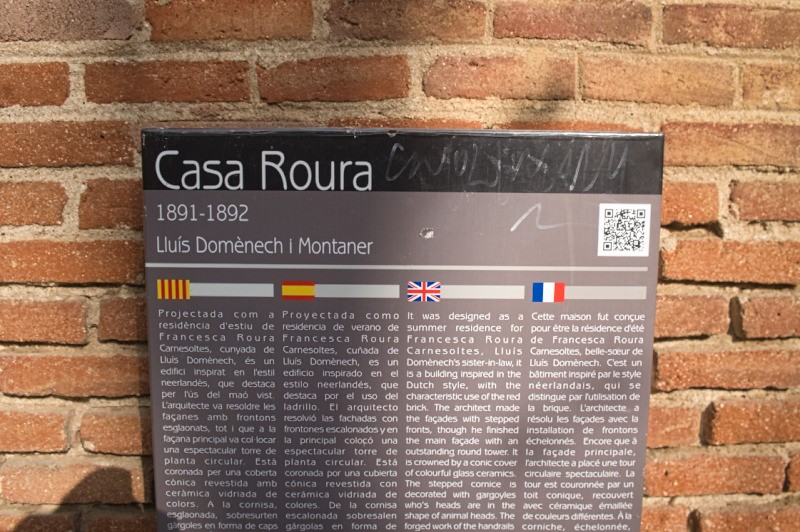 Casa Roura
1891-1892
Lluís Domènech i Montaner
Projectada com a
residència d'estiu de
Francesca Roura
Carnesoltes, cunyada de
Lluís Domènech, és un
edifici inspirat en l'estil
neerlandès, que destaca
per l'ús del maó vist.
L'arquitecte va resoldre les
façanes amb frontons
esglaonats, tot i que a la
façana principal va col·locar
una espectacular torre de
planta circular. Està
coronada per una coberta
cònica revestida amb
ceràmica vidriada de
colors. A la cornisa,
esglaonada, sobresurten
gàrgoles en forma de caps
Proyectada como
residencia de verano de
Francesca Roura
Carnesoltes, cuñada de
Lluís Domènech, es un
edificio inspirado en el
estilo neerlandés, que
destaca por el uso del
ladrillo. El arquitecto
resolvió las fachadas con
frontones escalonados y en
la principal colocó una
espectacular torre de
planta circular. Está
coronada por una cubierta
cónica revestida con
cerámica vidriada de
colores. De la cornisa
escalonada sobresalen
gárgolas en forma de
It was designed as a
summer residence for
Francesca Roura
Carnesoltes, Lluís
Domènech's sister-in-law, it
is a building inspired in the
Dutch style, with the
characteristic use of the red
brick. The architect made
the façades with stepped
fronts, though he finished
the main façade with an
outstanding round tower. It
is crowned by a conic cover
of colourful glass ceramics.
The stepped cornice is
decorated with gargoyles
who's heads are in the
shape of animal heads. The
forged work of the handrails
Cette maison fut conçue
pour être la résidence d'été
de Francesca Roura
Carnesoltes, belle-sœur de
Lluís Domènech. C'est un
bâtiment inspiré par le style
néerlandais, qui se
distingue par l'utilisation de
la brique. L'architecte a
résolu les façades avec la
installation de frontons
échelonnés. Encore que à
la façade principale,
l'architecte a placé une tour
circulaire spectaculaire. La
tour est couronnée par un
toit conique, recouvert
avec céramique émaillée
de couleurs différentes. À la
corniche, échelonnée,